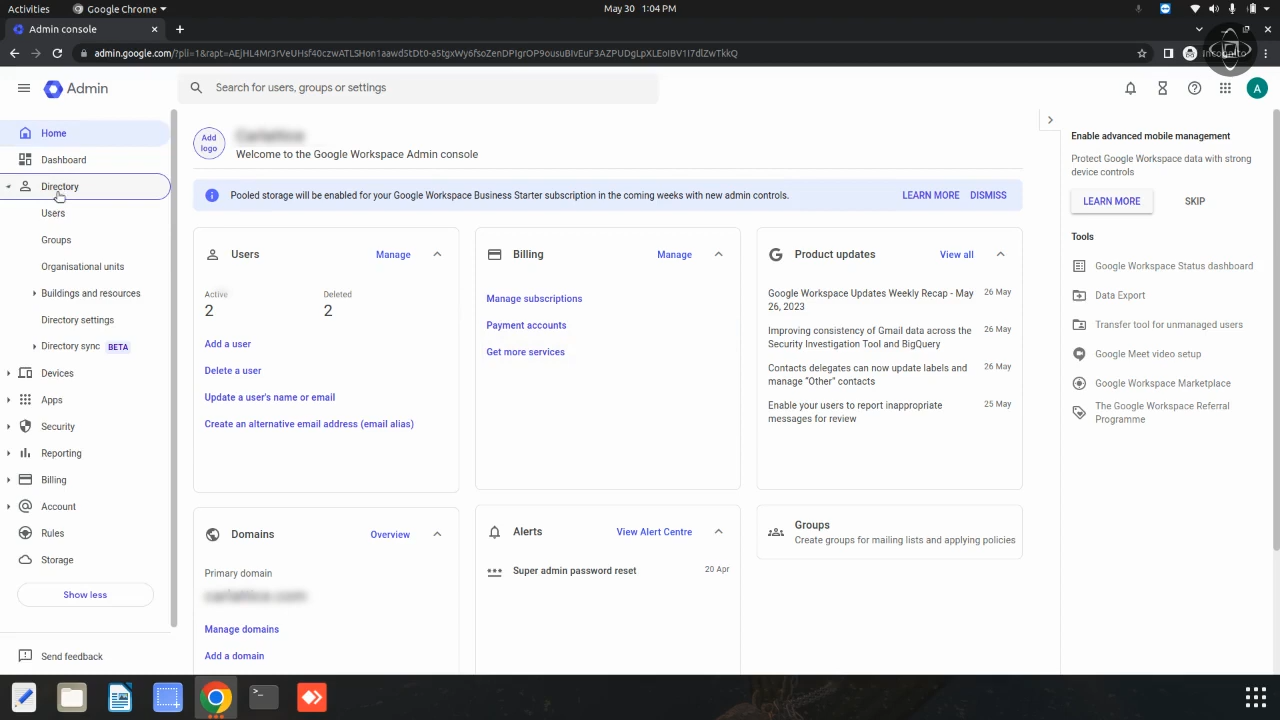 Activities
Google Chrome
May 30 1:04 PM
Admin console
admin.google.com/?pli=1&rapt=
Incognito
Admin
Search for users, groups or settings
A
Home
Dashboard
Directory
Users
Groups
Organisational units
Buildings and resources
Directory settings
Directory sync BETA
Devices
Apps
Security
Reporting
Billing
Account
Rules
Storage
Show less
Send feedback
Add
logo
Welcome to the Google Workspace Admin console
Pooled storage will be enabled for your Google Workspace Business Starter subscription in the coming weeks with new admin controls.
LEARN MORE
DISMISS
Users
Manage
Active
2
Deleted
2
Add a user
Delete a user
Update a user's name or email
Create an alternative email address (email alias)
Billing
Manage
Manage subscriptions
Payment accounts
Get more services
Product updates
View all
Google Workspace Updates Weekly Recap - May
26, 2023
26 May
Improving consistency of Gmail data across the
Security Investigation Tool and BigQuery
26 May
Contacts delegates can now update labels and
manage “Other” contacts
26 May
Enable your users to report inappropriate
messages for review
25 May
Domains
Overview
Primary domain
Manage domains
Add a domain
Alerts
View Alert Centre
Super admin password reset
20 Apr
Groups
Create groups for mailing lists and applying policies
Enable advanced mobile management
Protect Google Workspace data with strong
device controls
LEARN MORE
SKIP
Tools
Google Workspace Status dashboard
Data Export
Transfer tool for unmanaged users
Google Meet video setup
Google Workspace Marketplace
The Google Workspace Referral
Programme